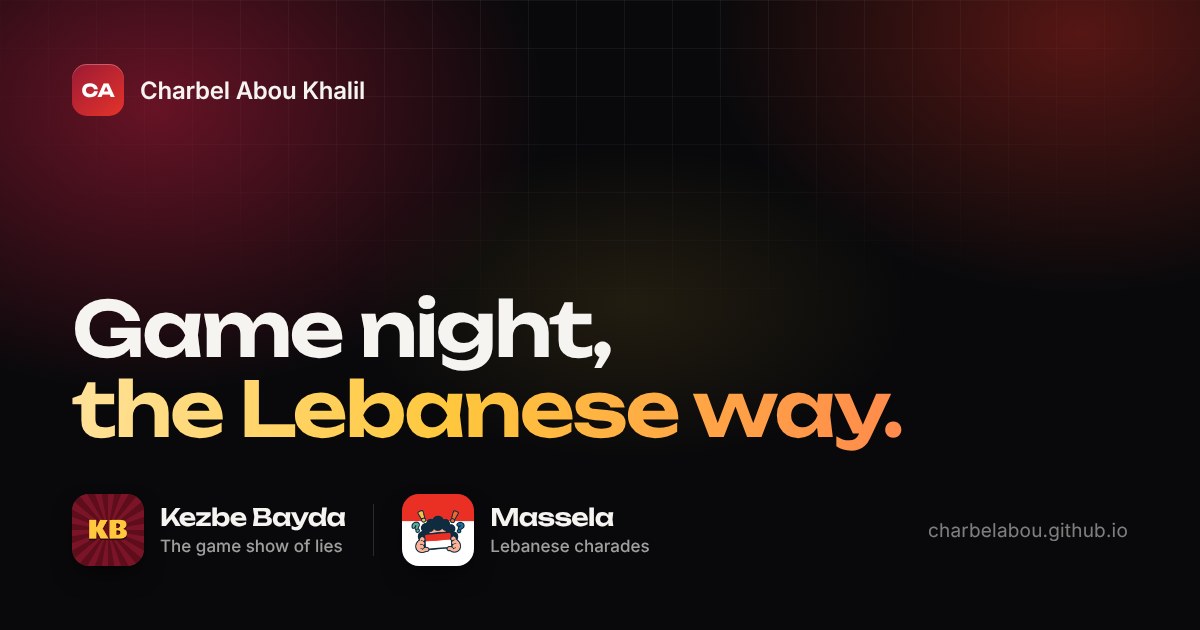 CA
Charbel Abou Khalil
Game night,
the Lebanese way.
KB
Kezbe Bayda
The game show of lies
Massela
Lebanese charades
charbelabou.github.io